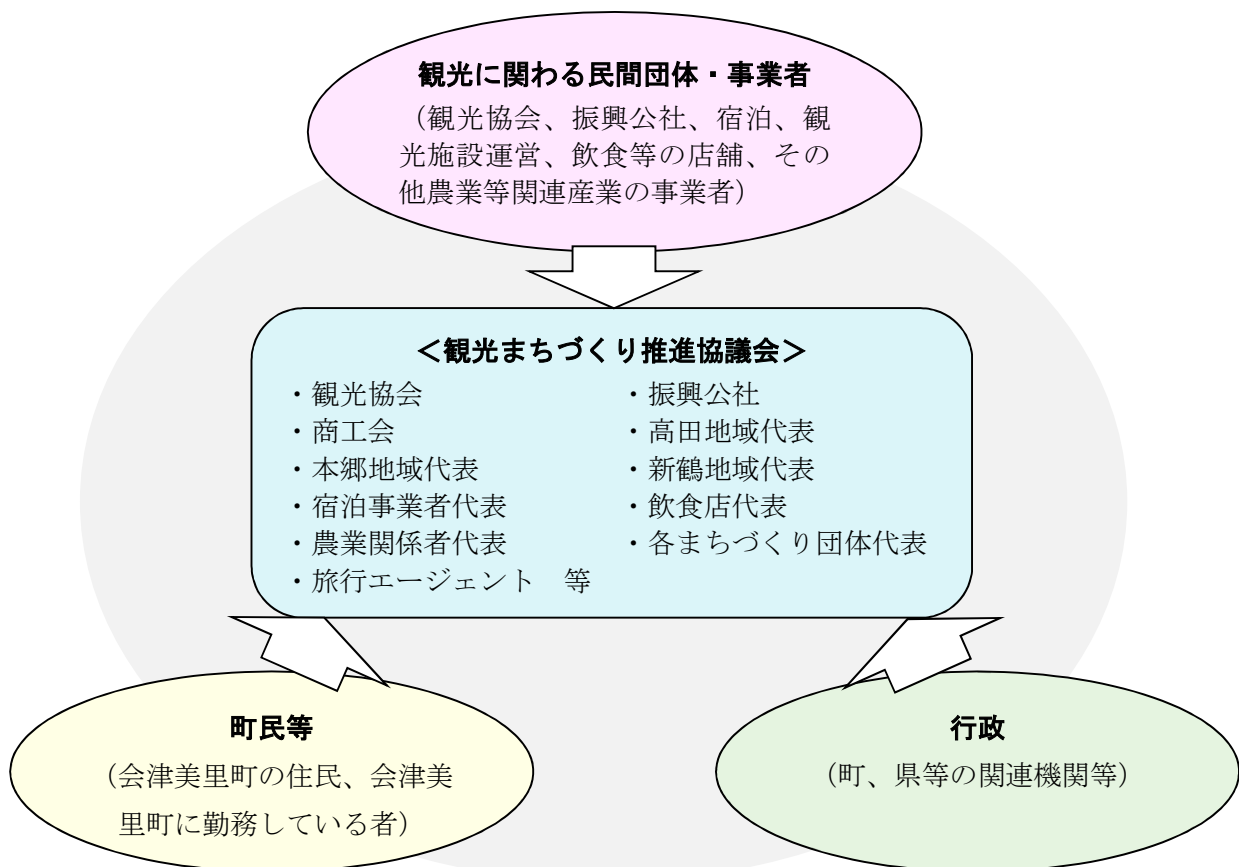 観光に関わる民間団体・事業者
（観光協会、振興公社、宿泊、観
光施設運営、飲食等の店舗、その
他農業等関連産業の事業者）
＜観光まちづくり推進協議会＞
・観光協会　・振興公社
・商工会　・高田地域代表
・本郷地域代表　・新鶴地域代表
・宿泊事業者代表　・飲食店代表
・農業関係者代表　・各まちづくり団体代表
・旅行エージェント　等
町民等
（会津美里町の住民、会津美
里町に勤務している者）
行政
（町、県等の関連機関等）